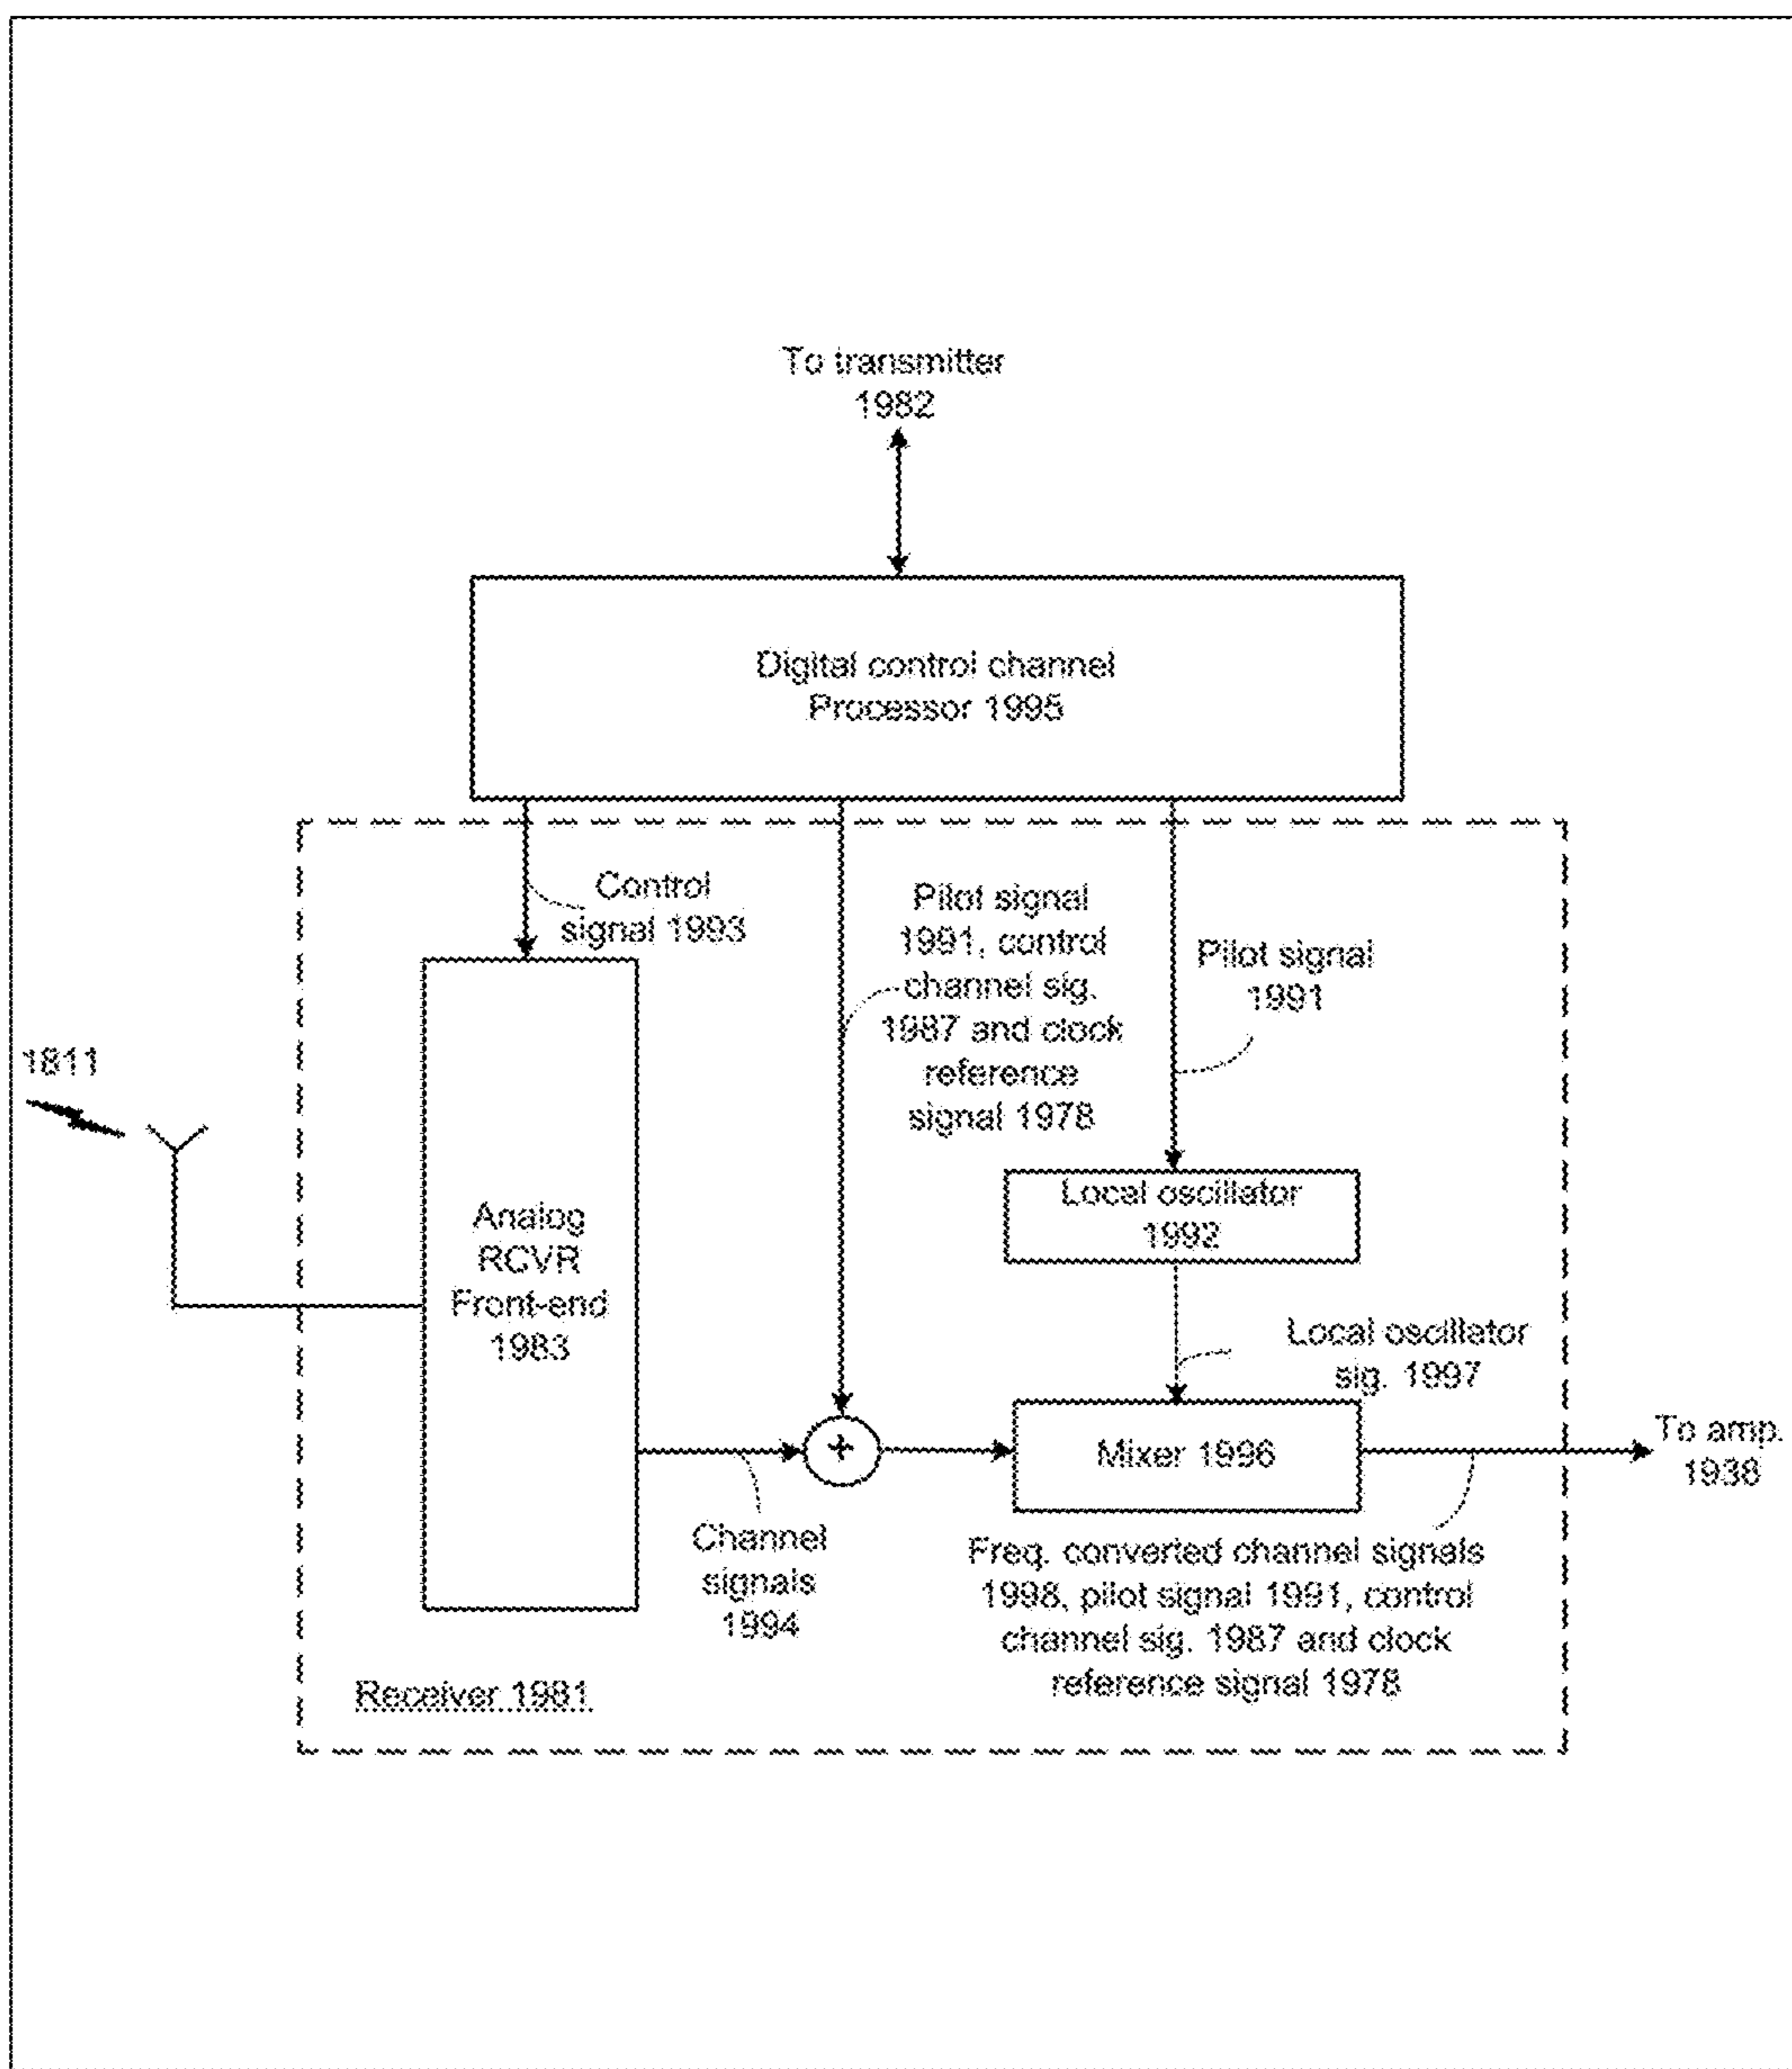 To transmitter
1982
Digital control channel
Processor 1995
Control
signal 1993
Pilot signal
1991, control
channel sig.
1987 and clock
reference
signal 1978
Pilot signal
1991
1811
Analog
RCVR
Front-end
1983
Local oscillator
1992
Local oscillator
sig. 1997
+
Mixer 1996
To amp.
1938
Channel
signals
1994
Freq. converted channel signals
1998, pilot signal 1991, control
channel sig. 1987 and clock
reference signal 1978
Receiver 1981